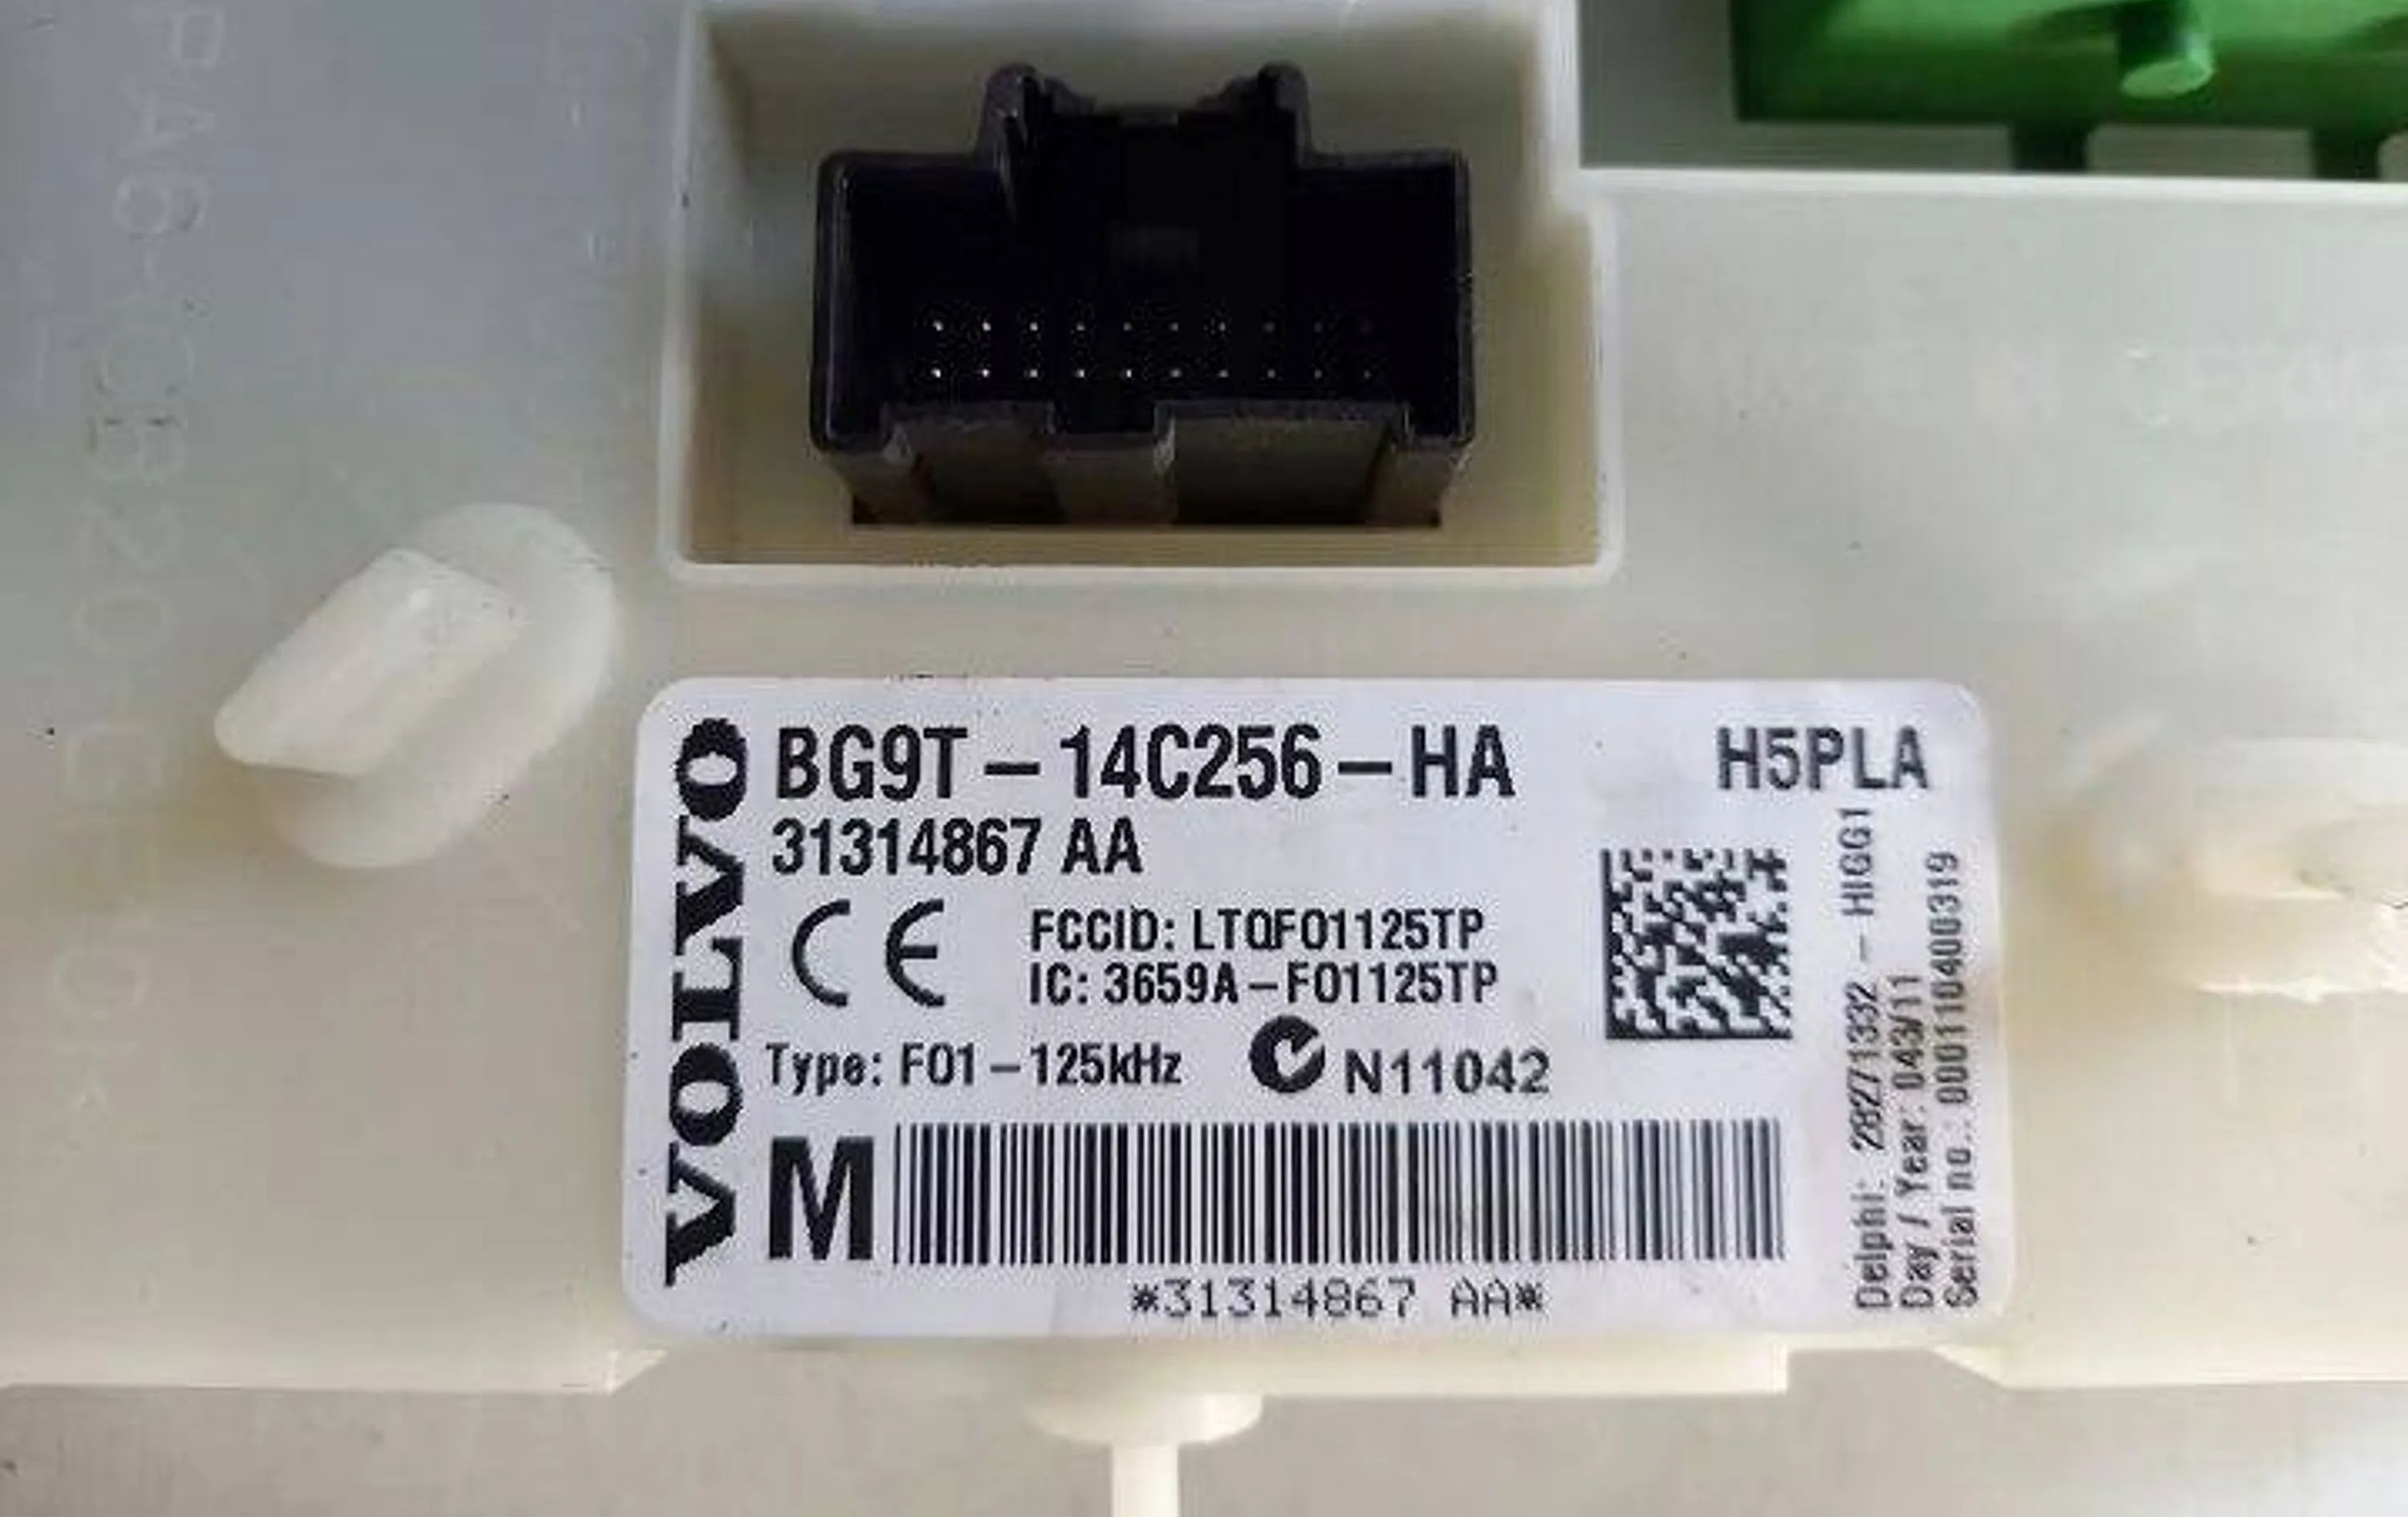 VOLVO
BG9T-14C256-HA
H5PLA
31314867 AA
CE
FCCID: LTQFO1125TP
IC: 3659A-FO1125TP
Type: FO1-125kHz
N11042
M
*31314867 AA*
Delphi: 28271332 - HIGG1
Day / Year: 043/11
Serial no.: 00011040400319